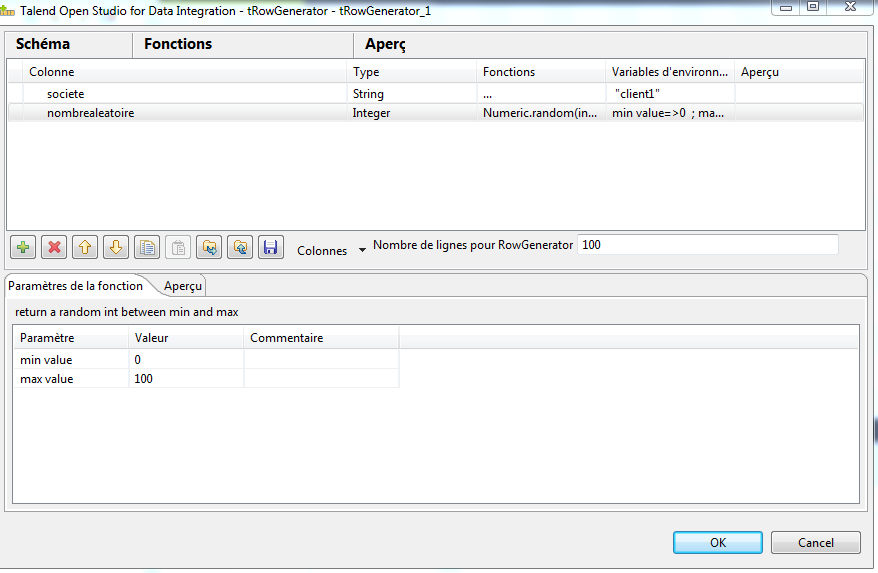 Talend Open Studio for Data Integration - tRowGenerator - tRowGenerator_1
Schéma Fonctions Aperç
Colonne Type Fonctions Variables d'environn... Aperçu
societe String ... "client1"
nombrealeatoire Integer Numeric.random(in... min value=>0 ; ma...
Colonnes Nombre de lignes pour RowGenerator 100
Paramètres de la fonction Aperçu
return a random int between min and max
Paramètre Valeur Commentaire
min value 0
max value 100
OK Cancel